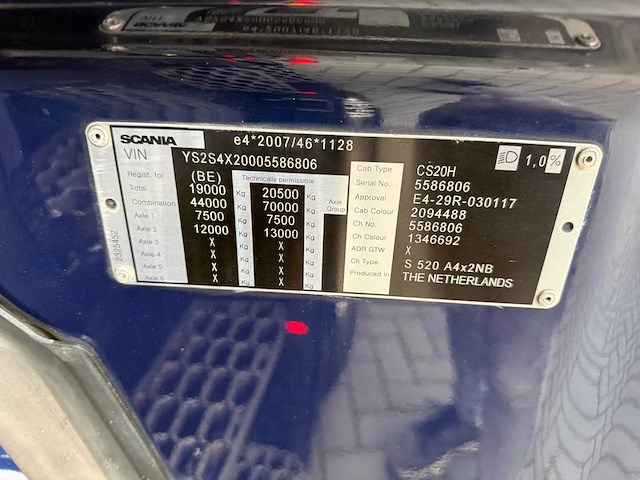 SCANIA e4*2007/46*1128
VIN YS2S4X20005586806
Regist. for (BE) Technically permissible
Total 19000 Kg 20500 Kg
Combination 44000 Kg 70000 Kg
Axle 1 7500 Kg 7500 Kg Axle Group
Axle 2 12000 Kg 13000 Kg
Axle 3 X Kg X Kg
Axle 4 X Kg X Kg
Axle 5 X Kg X Kg
Axle 6 X Kg X Kg
2325452
1,0%
Cab Type CS20H
Serial No. 5586806
Approval E4-29R-030117
Cab Colour 2094488
Ch No. 5586806
Ch Colour 1346692
ADR GTW X
Ch Type S 520 A4x2NB
Produced in THE NETHERLANDS